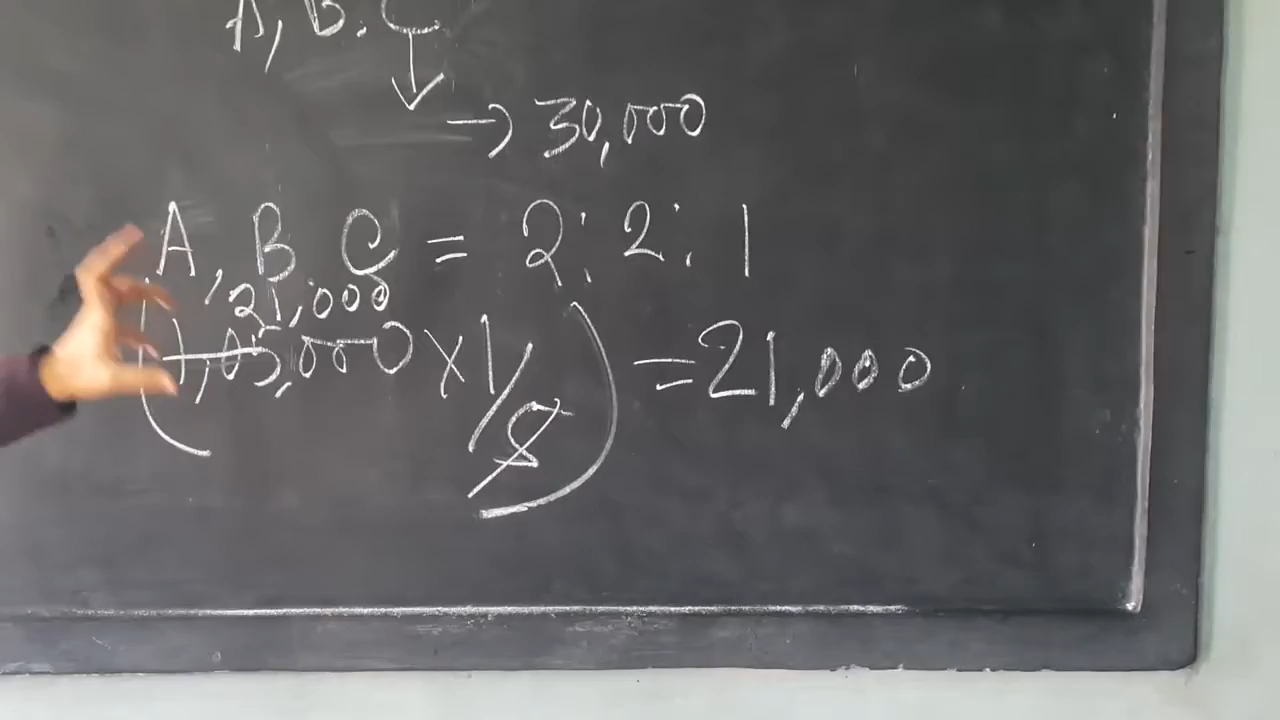 A, B. C
→ 30,000
A, B, C = 2:2:1
21,000
(1,05,000 x 1/5) = 21,000